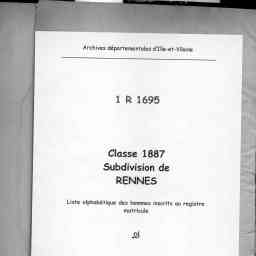 Archives départementales d'Ille-et-Vilaine
1 R 1695
Classe 1887
Subdivision de
RENNES
Liste alphabétique des hommes inscrits au registre
matricule